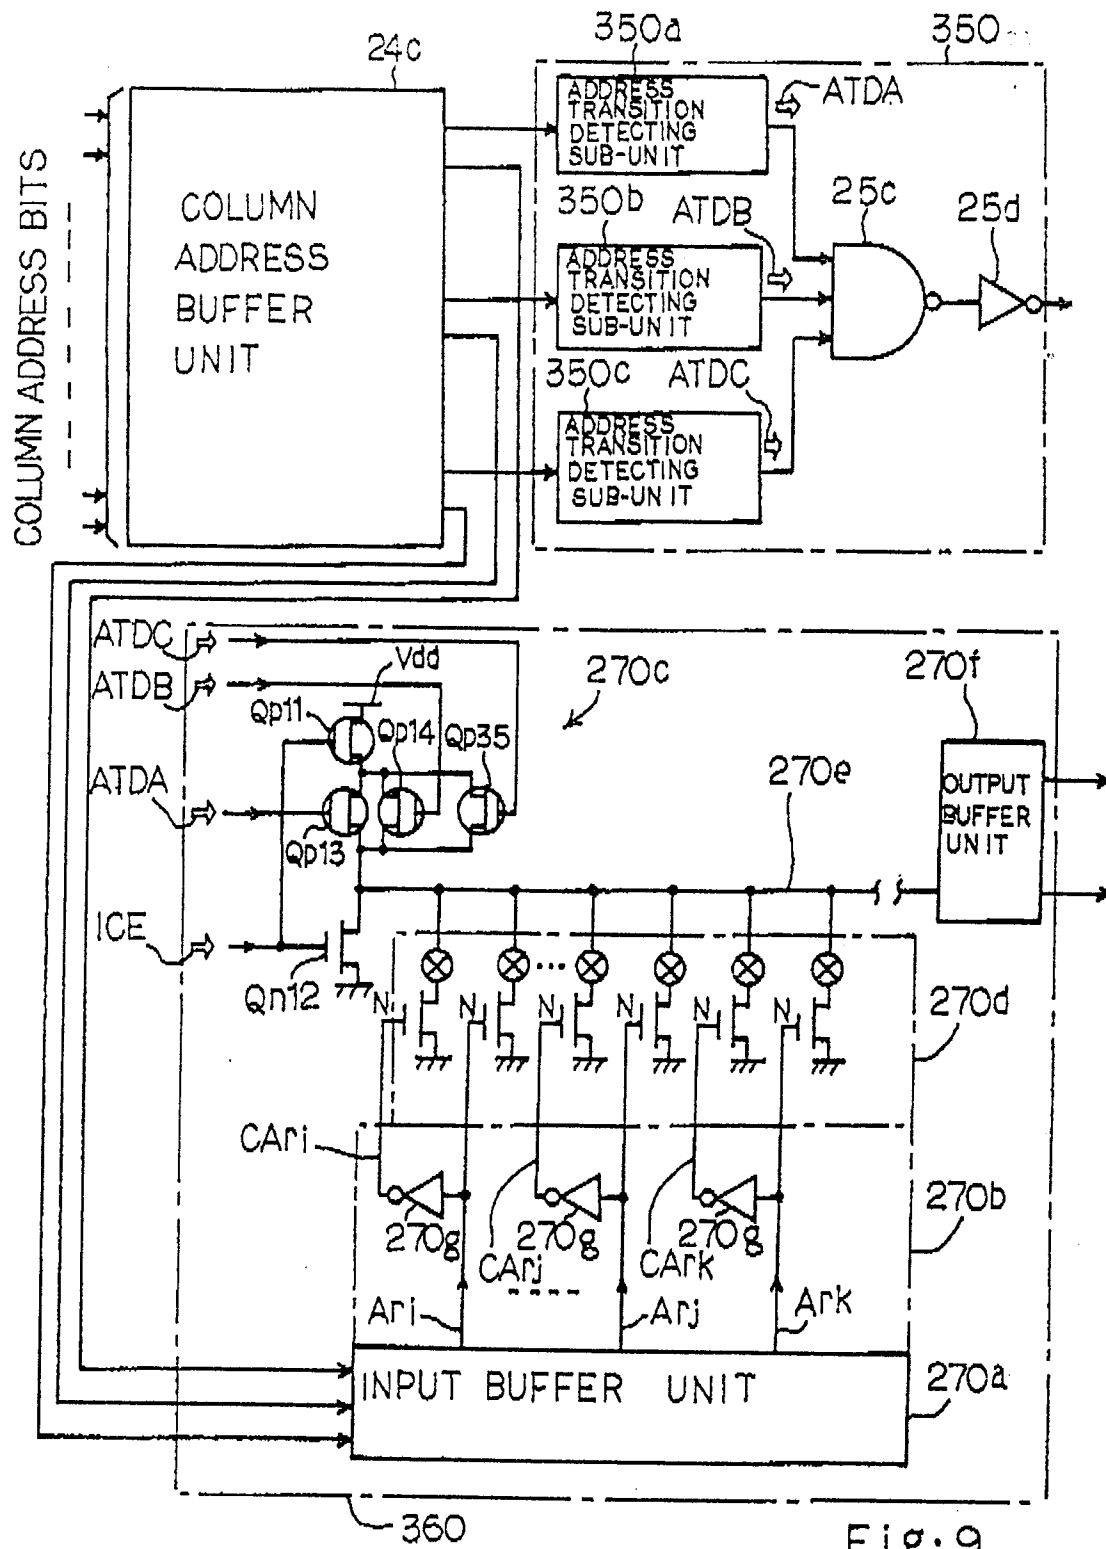 350a
350
24c
ATDA
ADDRESS
TRANSITION
DETECTING
SUB-UNIT
COLUMN ADDRESS BITS
COLUMN
ADDRESS
BUFFER
UNIT
350b
ATDB
25c
25d
ADDRESS
TRANSITION
DETECTING
SUB-UNIT
350c
ATDC
ADDRESS
TRANSITION
DETECTING
SUB-UNIT
ATDC
Vdd
270c
270f
ATDB
Qp11
Qp14
Qp35
ATDA
270e
OUTPUT
BUFFER
UNIT
Qp13
ICE
Qn12
N
N
N
N
N
N
270d
CAri
270g
270g
270g
270b
CArj
CArk
Ari
Arj
Ark
INPUT BUFFER UNIT
270a
360
Fig. 9